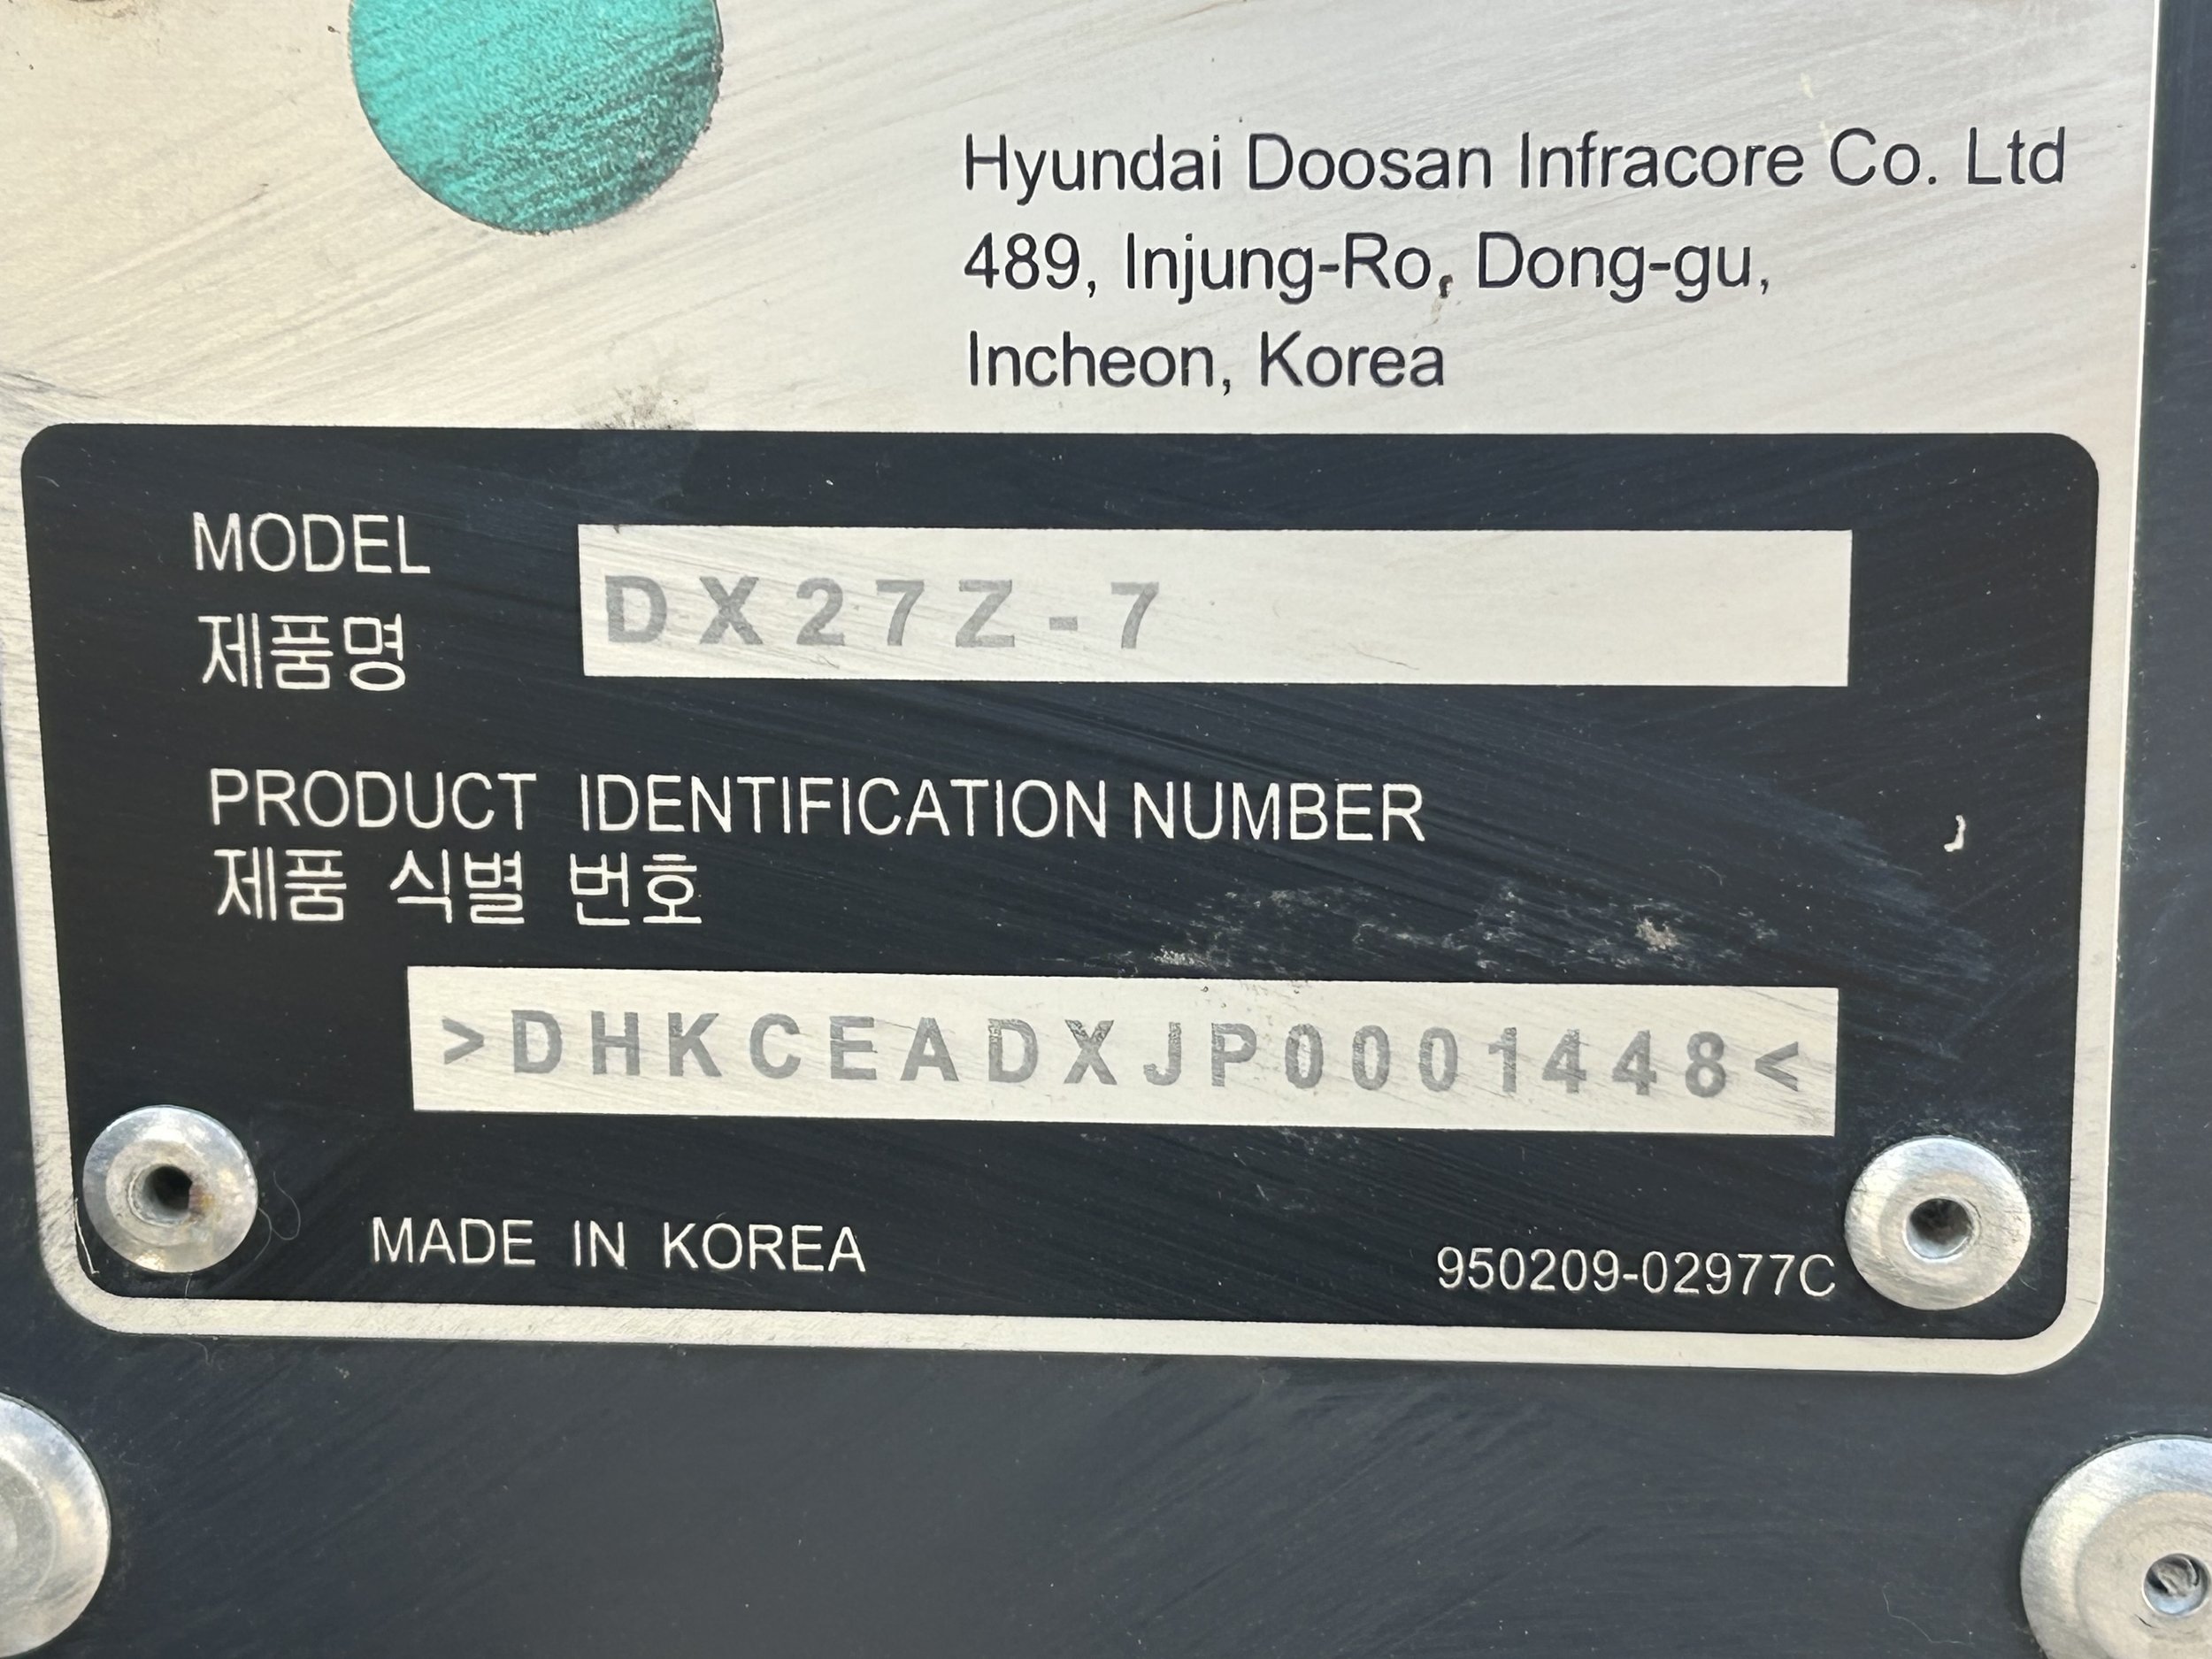 Hyundai Doosan Infracore Co. Ltd
489, Injung-Ro, Dong-gu,
Incheon, Korea
MODEL
제품명
DX27Z-7
PRODUCT IDENTIFICATION NUMBER
제품 식별 번호
>DHKCEADXJP0001448<
MADE IN KOREA
950209-02977C